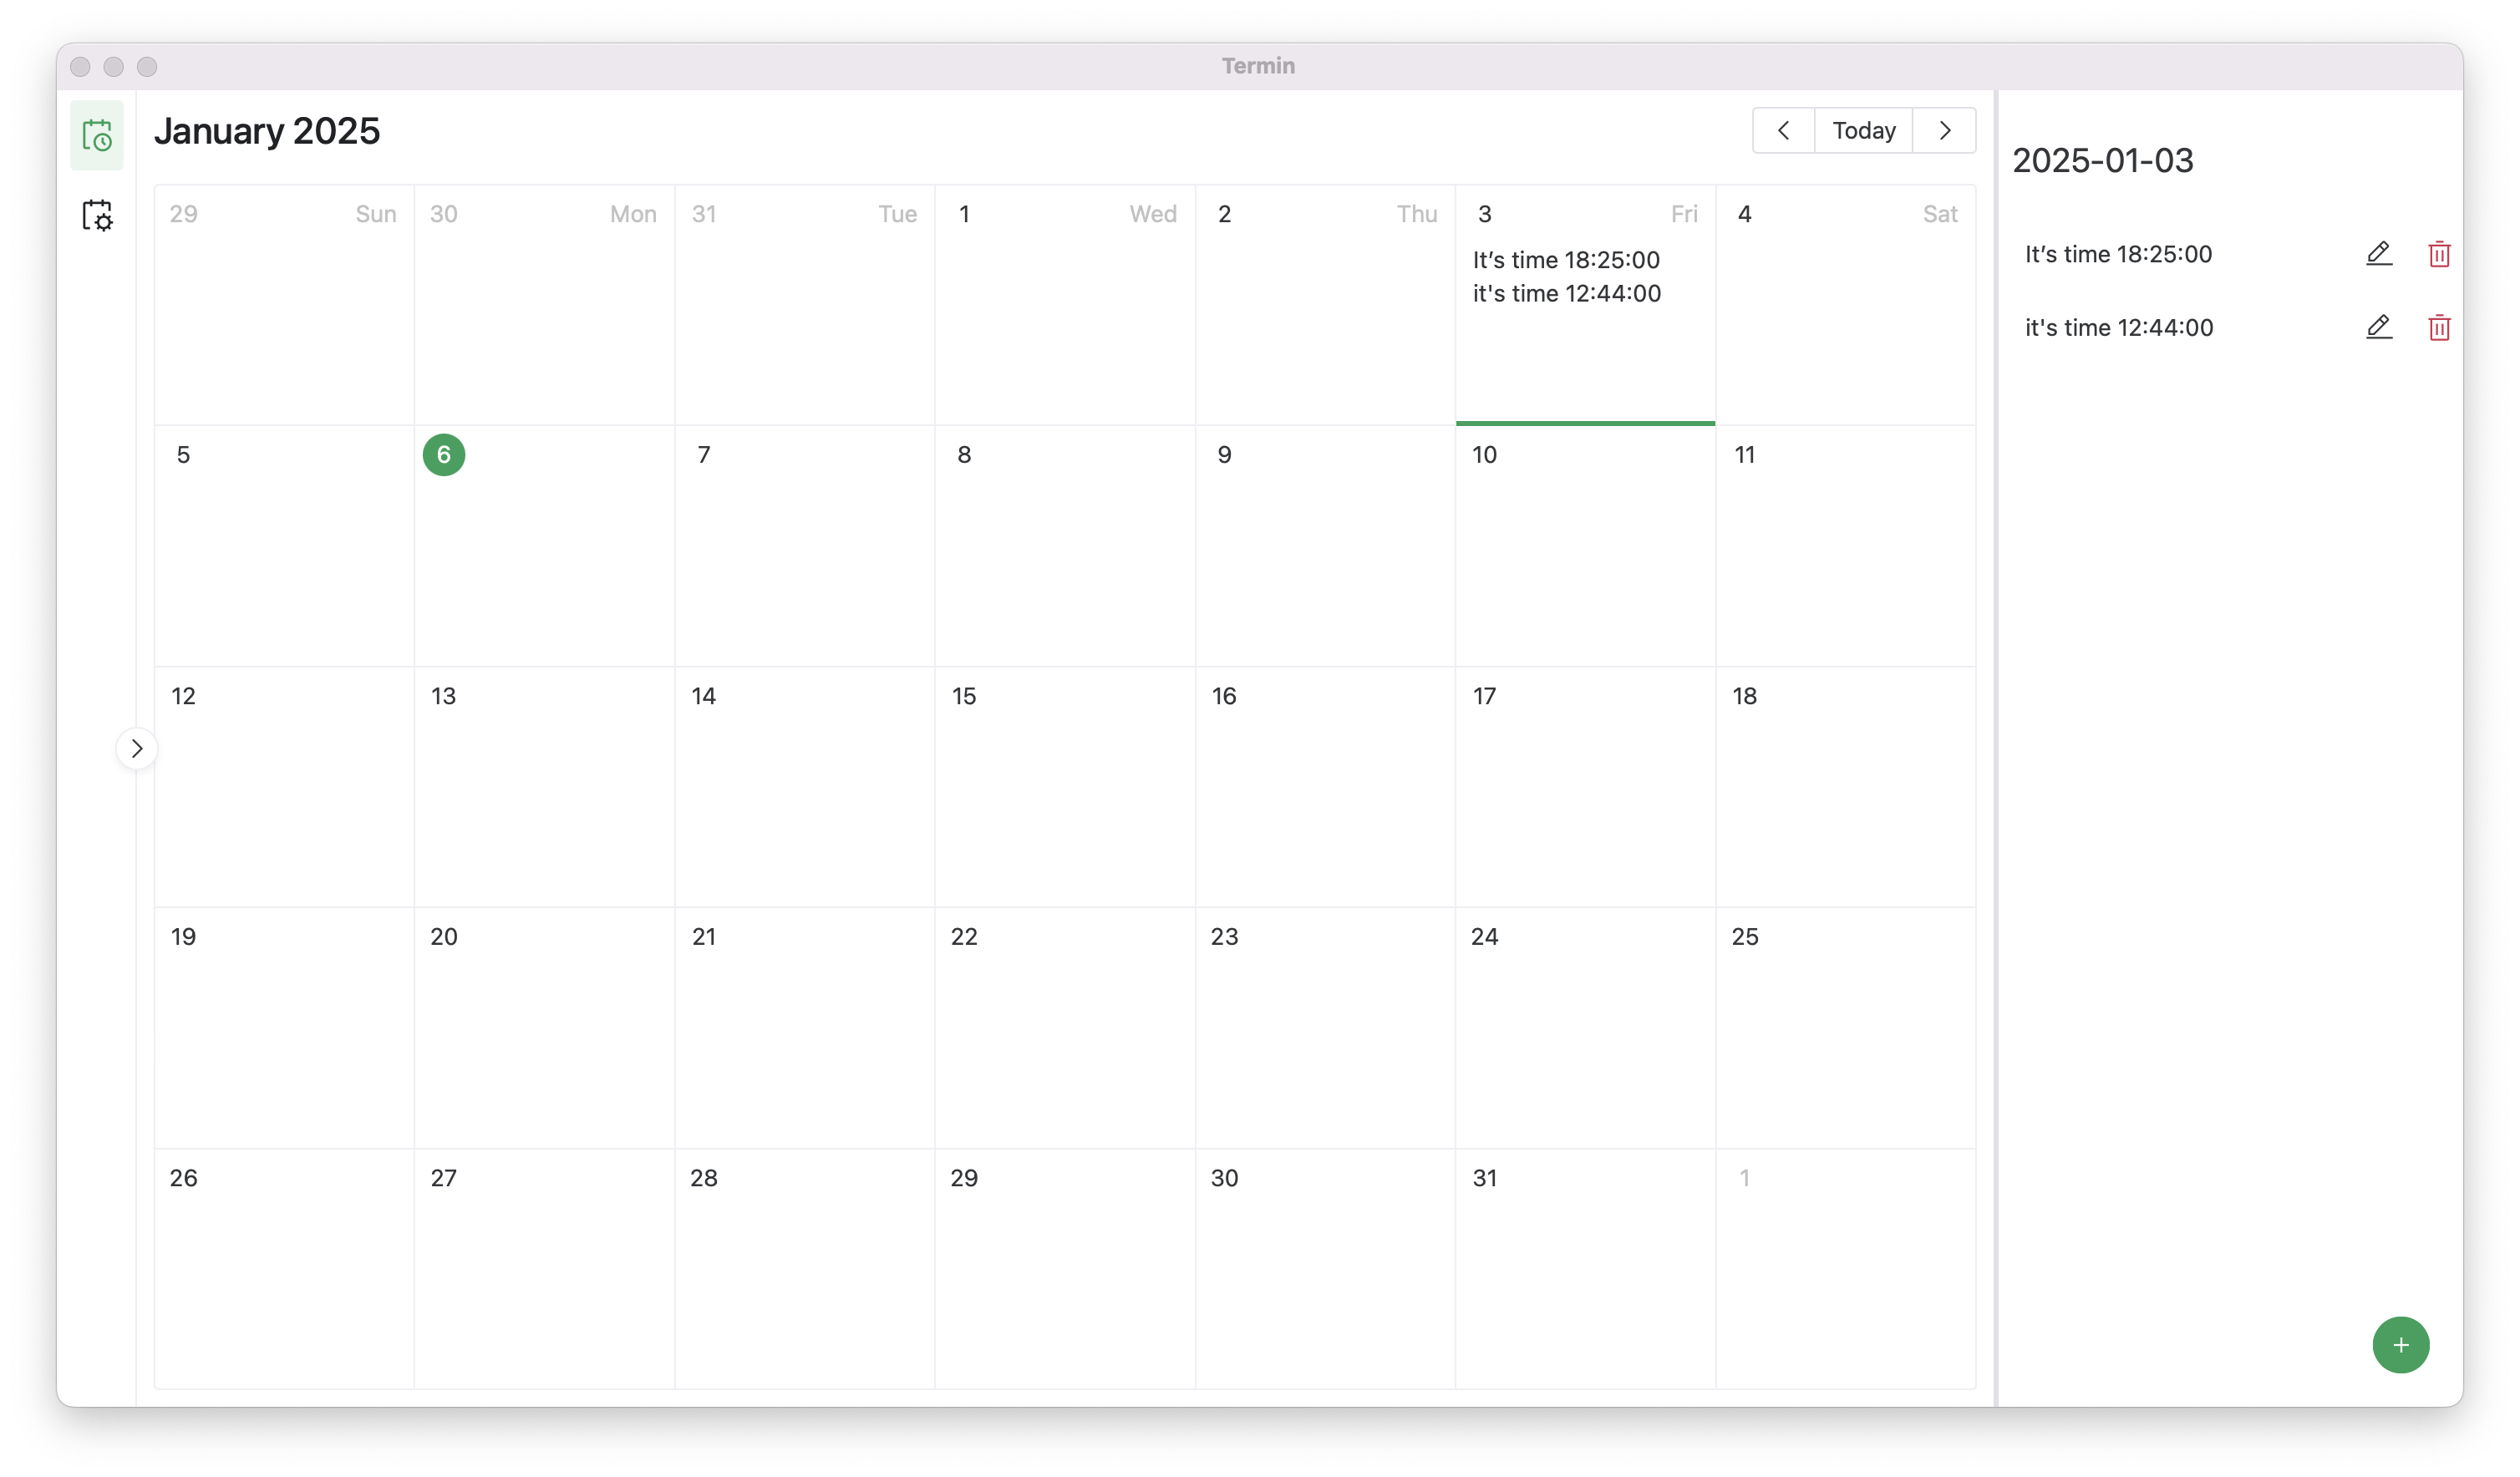 Termin
January 2025
Today
29 Sun 30 Mon 31 Tue 1 Wed 2 Thu 3 Fri 4 Sat
It’s time 18:25:00
it's time 12:44:00
5 6 7 8 9 10 11
12 13 14 15 16 17 18
19 20 21 22 23 24 25
26 27 28 29 30 31 1
2025-01-03
It’s time 18:25:00
it's time 12:44:00